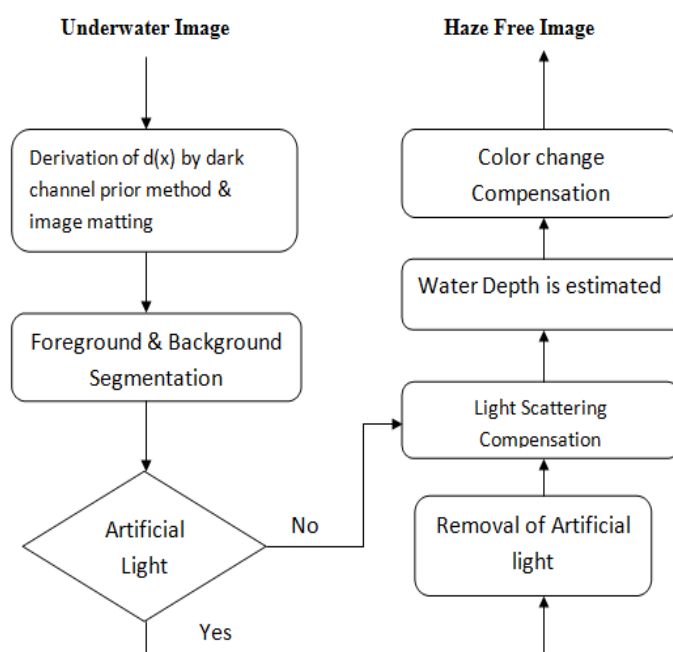 Underwater Image
Derivation of d(x) by dark
channel prior method &
image matting
Foreground & Background
Segmentation
Artificial
Light
No
Yes
Haze Free Image
Color change
Compensation
Water Depth is estimated
Light Scattering
Compensation
Removal of Artificial
light